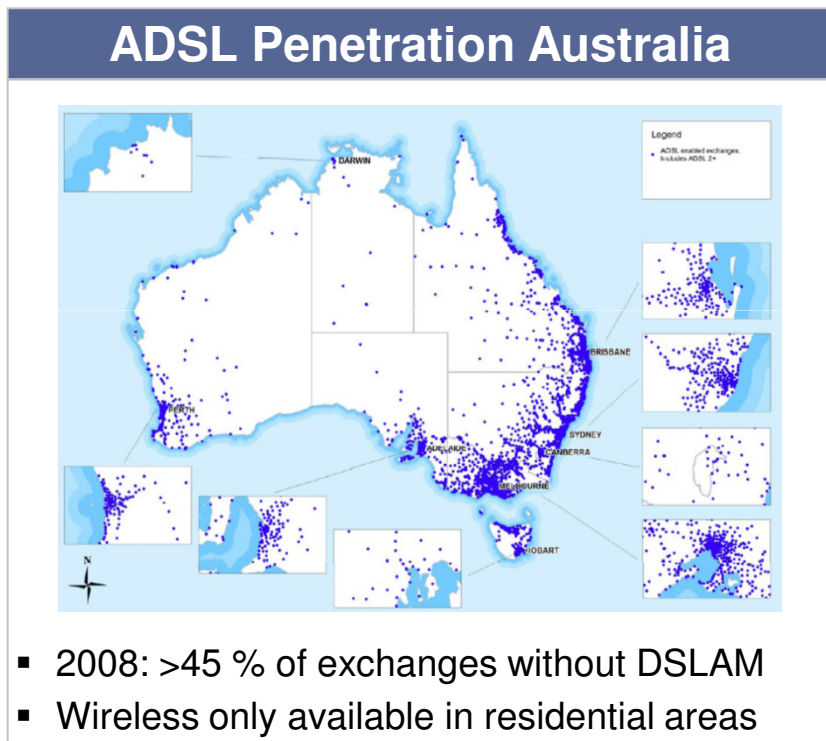 ADSL Penetration Australia
Legend
ADSL enabled exchanges
Includes ADSL 2+
DARWIN
BRISBANE
PERTH
SYDNEY
ADELAIDE
CANBERRA
MELBOURNE
HOBART
N
▪ 2008: >45 % of exchanges without DSLAM
▪ Wireless only available in residential areas